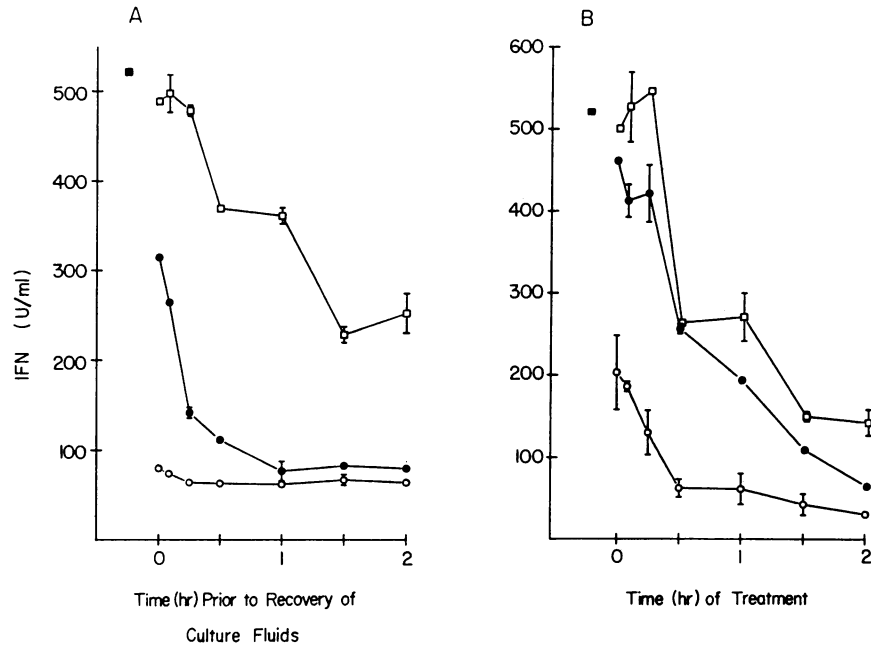 A
500
400
300
200
100
IFN (U/ml)
0
1
2
Time (hr) Prior to Recovery of
Culture Fluids
B
600
500
400
300
200
100
0
1
2
Time (hr) of Treatment